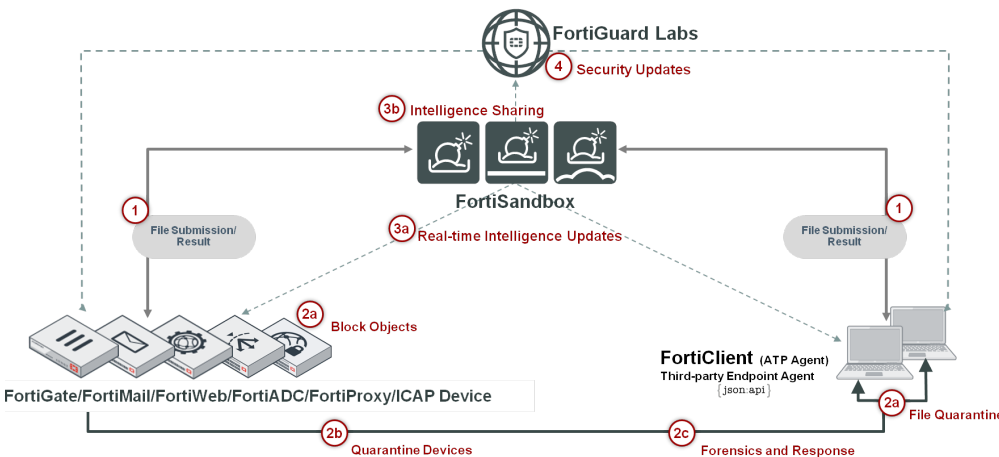 FortiGuard Labs
4 Security Updates
3b Intelligence Sharing
FortiSandbox
1
File Submission/
Result
1
File Submission/
Result
3a Real-time Intelligence Updates
2a Block Objects
FortiClient (ATP Agent)
Third-party Endpoint Agent
{json:api}
FortiGate/FortiMail/FortiWeb/FortiADC/FortiProxy/ICAP Device
2a
File Quarantine
2b
Quarantine Devices
2c
Forensics and Response